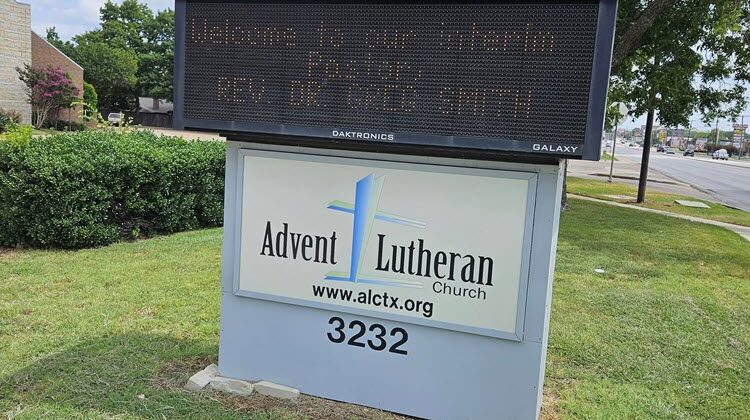 Welcome to our interim
Pastor,
REV. DR GREG SMITH
DAKTRONICS
GALAXY
Advent Lutheran
Church
www.alctx.org
3232